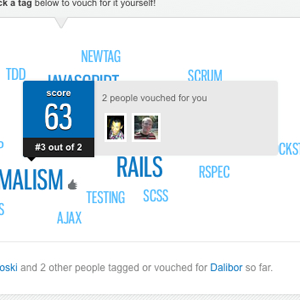 ck a tag below to vouch for it yourself!
NEWTAG
TDD
JAVASCRIPT
SCRUM
score
63
#3 out of 2
2 people vouched for you
P
OCKST
RAILS
RSPEC
MALISM
TESTING
SCSS
S
AJAX
oski and 2 other people tagged or vouched for Dalibor so far.